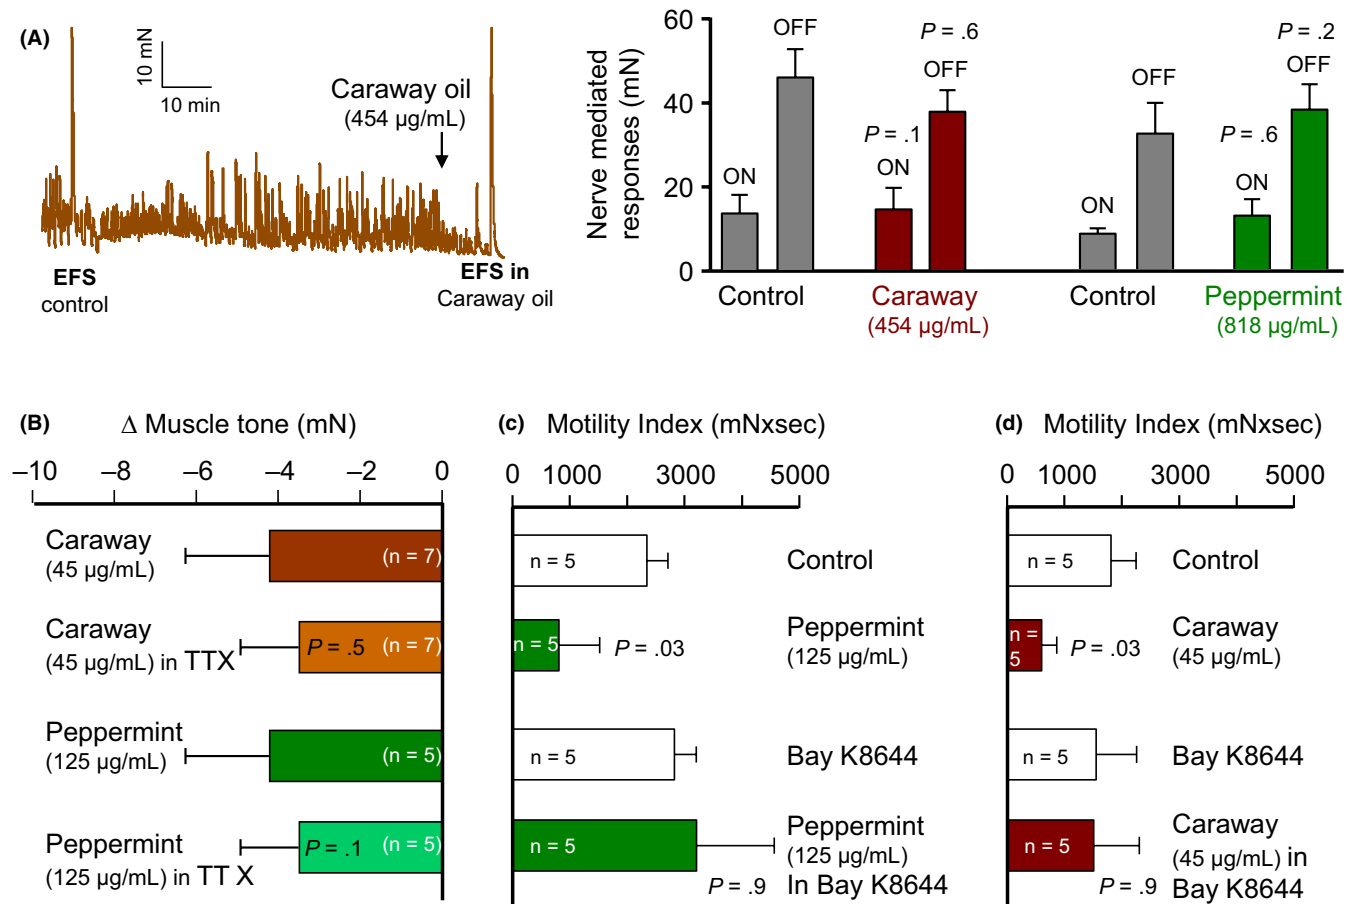 (A)
10 mN
10 min
Caraway oil
(454 µg/mL)
EFS
control
EFS in
Caraway oil
Nerve mediated
responses (mN)
60
40
20
0
ON
OFF
P = .1
ON
P = .6
OFF
ON
OFF
P = .6
ON
P = .2
OFF
Control
Caraway
(454 µg/mL)
Control
Peppermint
(818 µg/mL)
(B)
Δ Muscle tone (mN)
–10 –8 –6 –4 –2 0
Caraway
(45 µg/mL)
(n = 7)
Caraway
(45 µg/mL) in TTX
P = .5 (n = 7)
Peppermint
(125 µg/mL)
(n = 5)
Peppermint
(125 µg/mL) in TT X
P = .1 (n = 5)
(c)
Motility Index (mNxsec)
0 1000 3000 5000
n = 5
Control
n = 5
P = .03
Peppermint
(125 µg/mL)
n = 5
Bay K8644
n = 5
P = .9
Peppermint
(125 µg/mL)
In Bay K8644
(d)
Motility Index (mNxsec)
0 1000 3000 5000
n = 5
Control
n =
5
P = .03
Caraway
(45 µg/mL)
n = 5
Bay K8644
n = 5
P = .9
Caraway
(45 µg/mL) in
Bay K8644